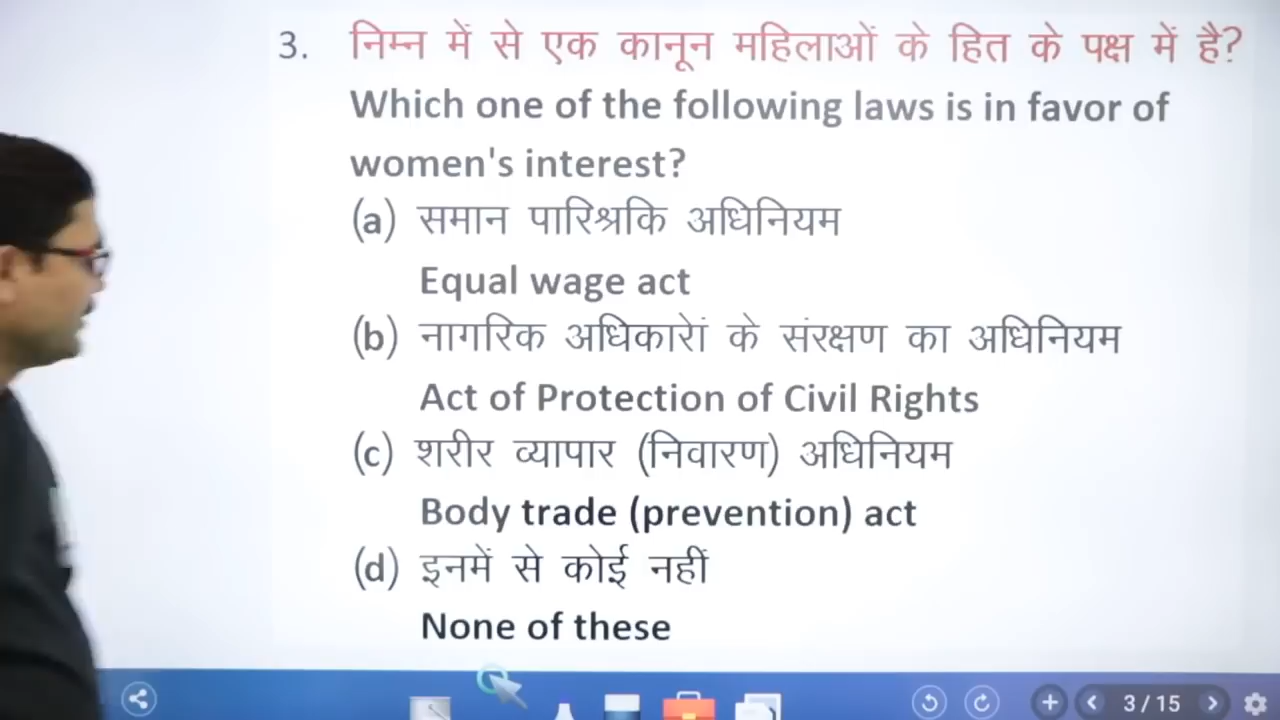 3. निम्न में से एक कानून महिलाओं के हित के पक्ष में है?
Which one of the following laws is in favor of
women's interest?
(a) समान पारिश्रकि अधिनियम
Equal wage act
(b) नागरिक अधिकारेां के संरक्षण का अधिनियम
Act of Protection of Civil Rights
(c) शरीर व्यापार (निवारण) अधिनियम
Body trade (prevention) act
(d) इनमें से कोई नहीं
None of these
3 / 15